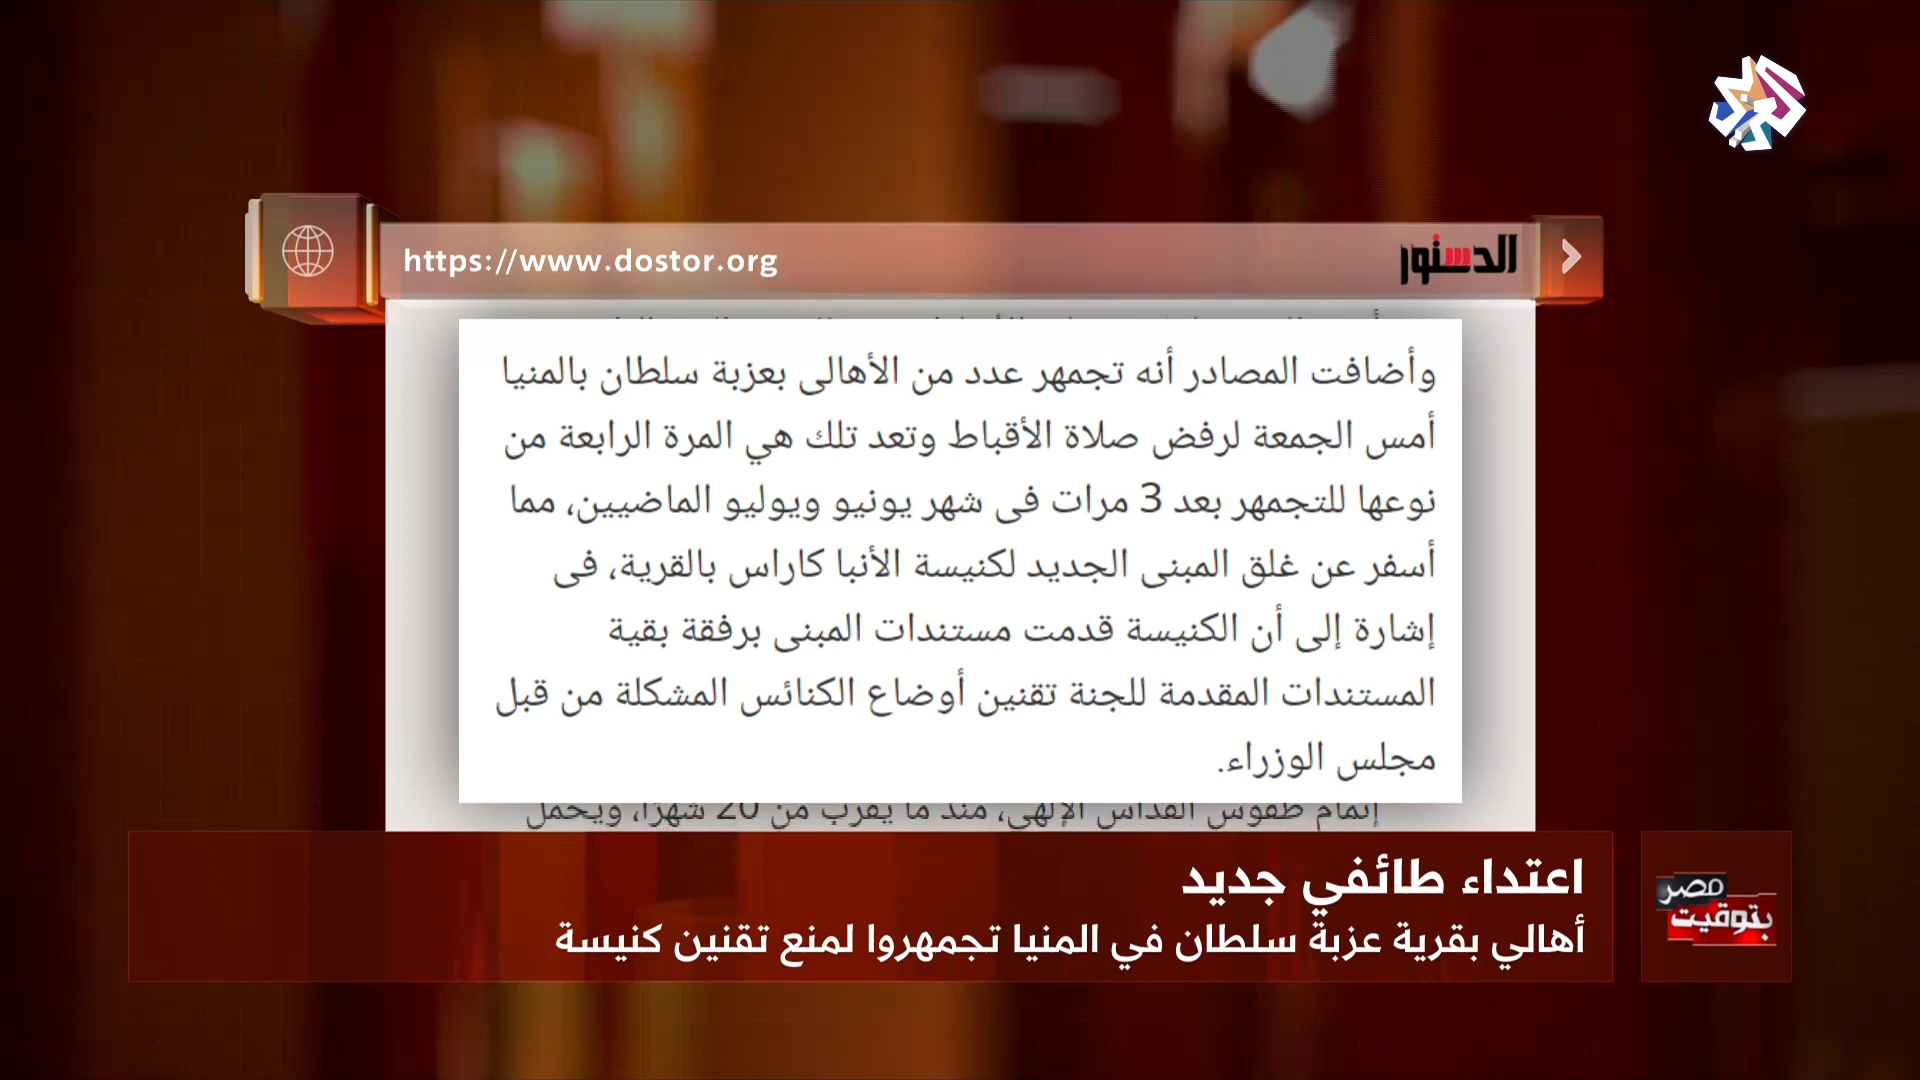 https://www.dostor.org
الدستور
وأضافت المصادر أنه تجمهر عدد من الأهالى بعزبة سلطان بالمنيا
أمس الجمعة لرفض صلاة الأقباط وتعد تلك هي المرة الرابعة من
نوعها للتجمهر بعد 3 مرات فى شهر يونيو ويوليو الماضيين، مما
أسفر عن غلق المبنى الجديد لكنيسة الأنبا كاراس بالقرية، فى
إشارة إلى أن الكنيسة قدمت مستندات المبنى برفقة بقية
المستندات المقدمة للجنة تقنين أوضاع الكنائس المشكلة من قبل
مجلس الوزراء.
إتمام طقوس القداس الإلهى، منذ ما يقرب من 20 شهرًا، ويحمل
اعتداء طائفي جديد
أهالي بقرية عزبة سلطان في المنيا تجمهروا لمنع تقنين كنيسة
مصر
بتوقيت